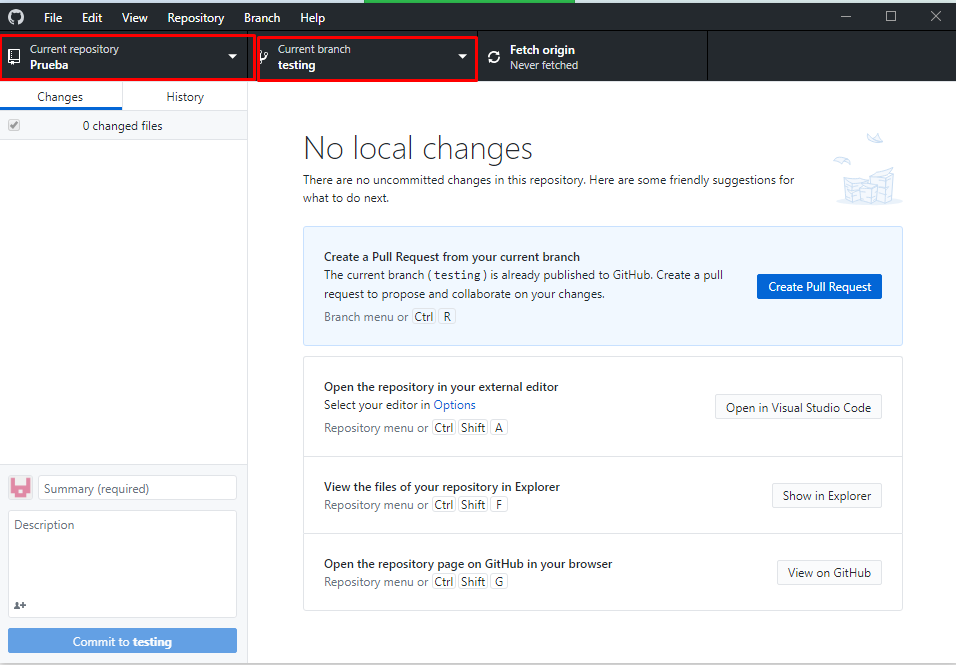 File Edit View Repository Branch Help
Current repository
Prueba
Current branch
testing
Fetch origin
Never fetched
Changes History
0 changed files
No local changes
There are no uncommitted changes in this repository. Here are some friendly suggestions for
what to do next.
Create a Pull Request from your current branch
The current branch (testing) is already published to GitHub. Create a pull
request to propose and collaborate on your changes.
Branch menu or Ctrl R
Create Pull Request
Open the repository in your external editor
Select your editor in Options
Repository menu or Ctrl Shift A
Open in Visual Studio Code
View the files of your repository in Explorer
Repository menu or Ctrl Shift F
Show in Explorer
Open the repository page on GitHub in your browser
Repository menu or Ctrl Shift G
View on GitHub
Summary (required)
Description
Commit to testing